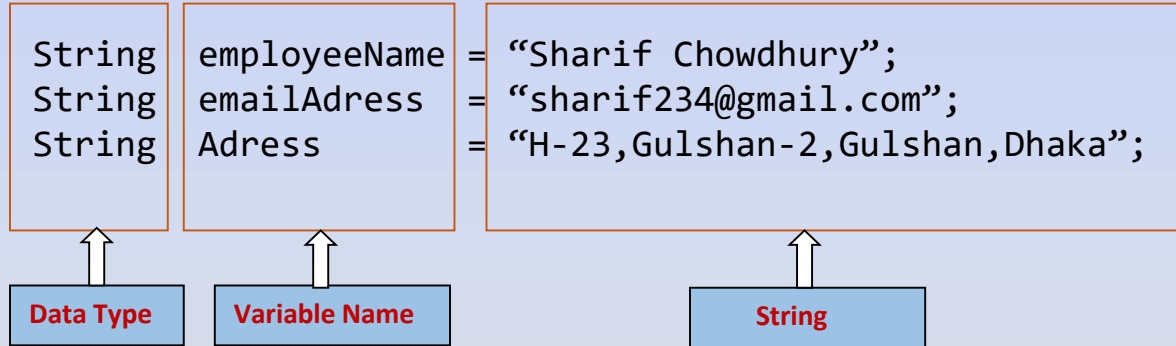 String employeeName = “Sharif Chowdhury”;
String emailAdress = “sharif234@gmail.com”;
String Adress = “H-23,Gulshan-2,Gulshan,Dhaka”;
Data Type Variable Name String